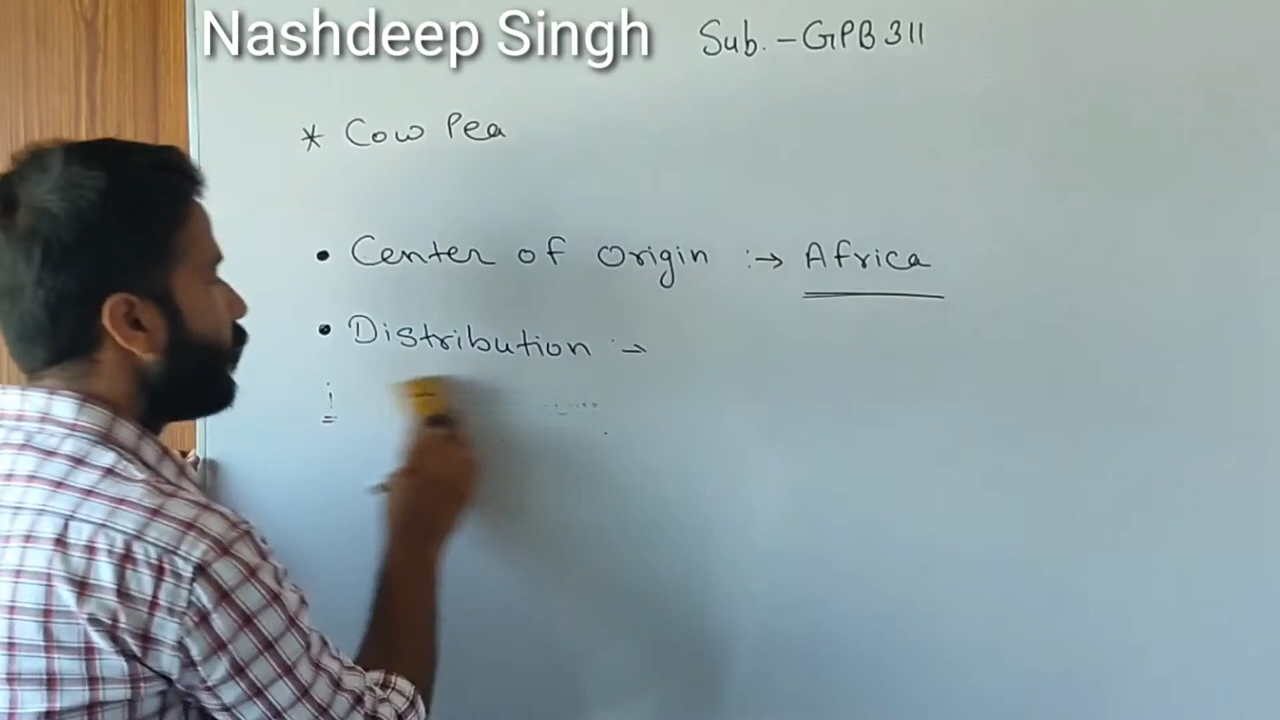 Nashdeep Singh
Sub. - GPB 311
* Cow Pea
• Center of Origin :→ Africa
• Distribution :→
i